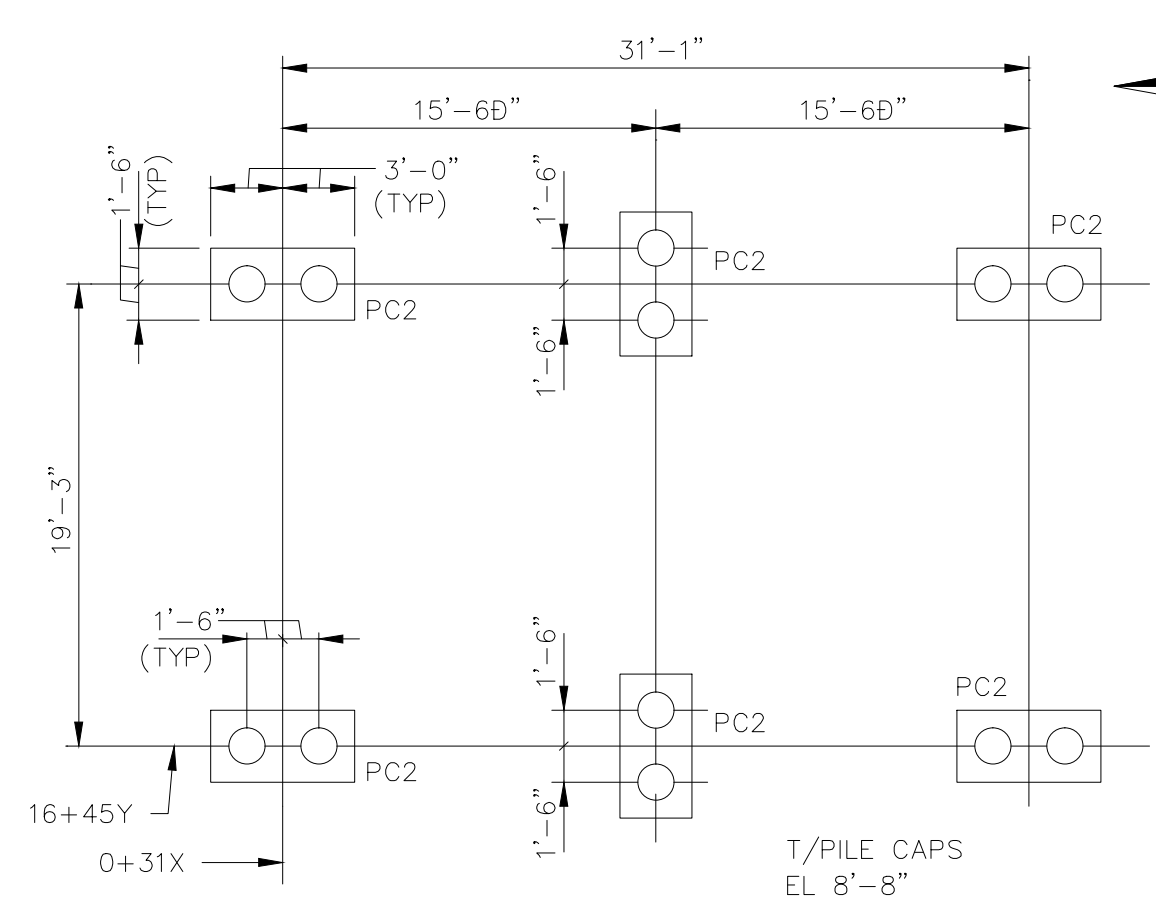 31'-1"
15'-6Đ"
15'-6Đ"
1'-6"
(TYP)
3'-0"
(TYP)
1'-6"
PC2
PC2
PC2
1'-6"
19'-3"
1'-6"
(TYP)
1'-6"
PC2
PC2
PC2
1'-6"
16+45Y
0+31X
T/PILE CAPS
EL 8'-8"